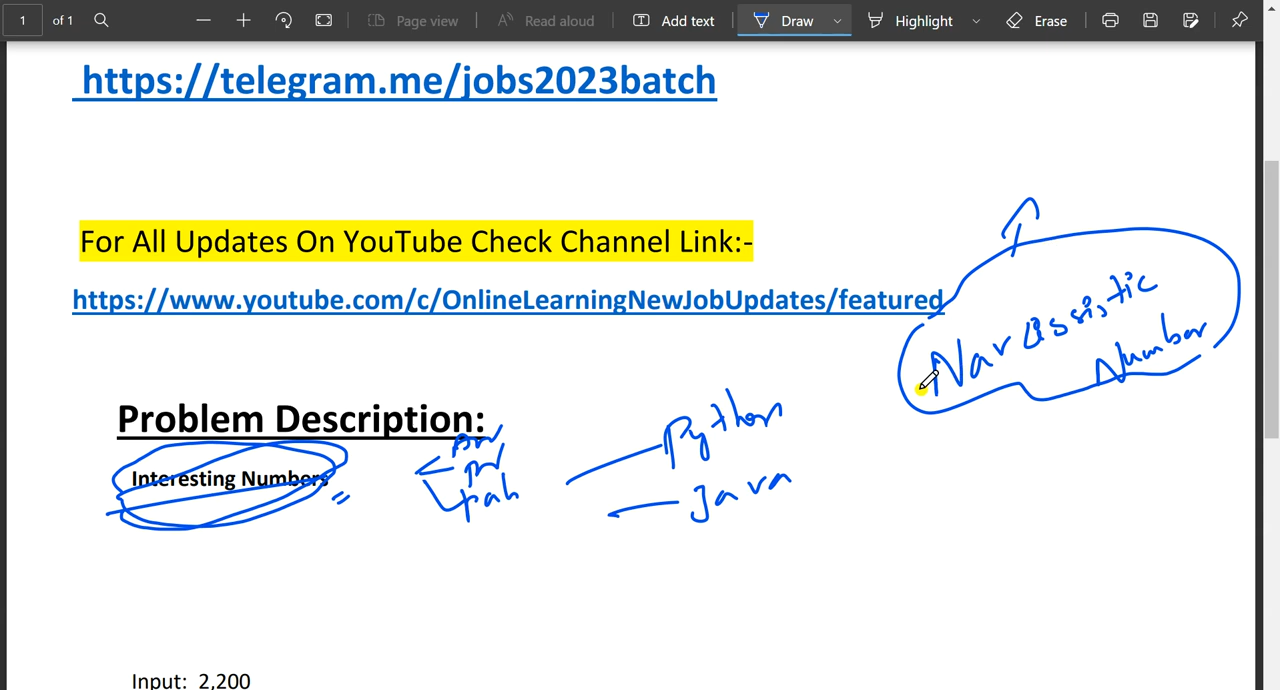 1 of 1 Page view Read aloud Add text Draw Highlight Erase
https://telegram.me/jobs2023batch
For All Updates On YouTube Check Channel Link:-
https://www.youtube.com/c/OnlineLearningNewJobUpdates/featured
Narcissistic
Number
Problem Description:
Interesting Numbers
Python
Java
Input: 2,200